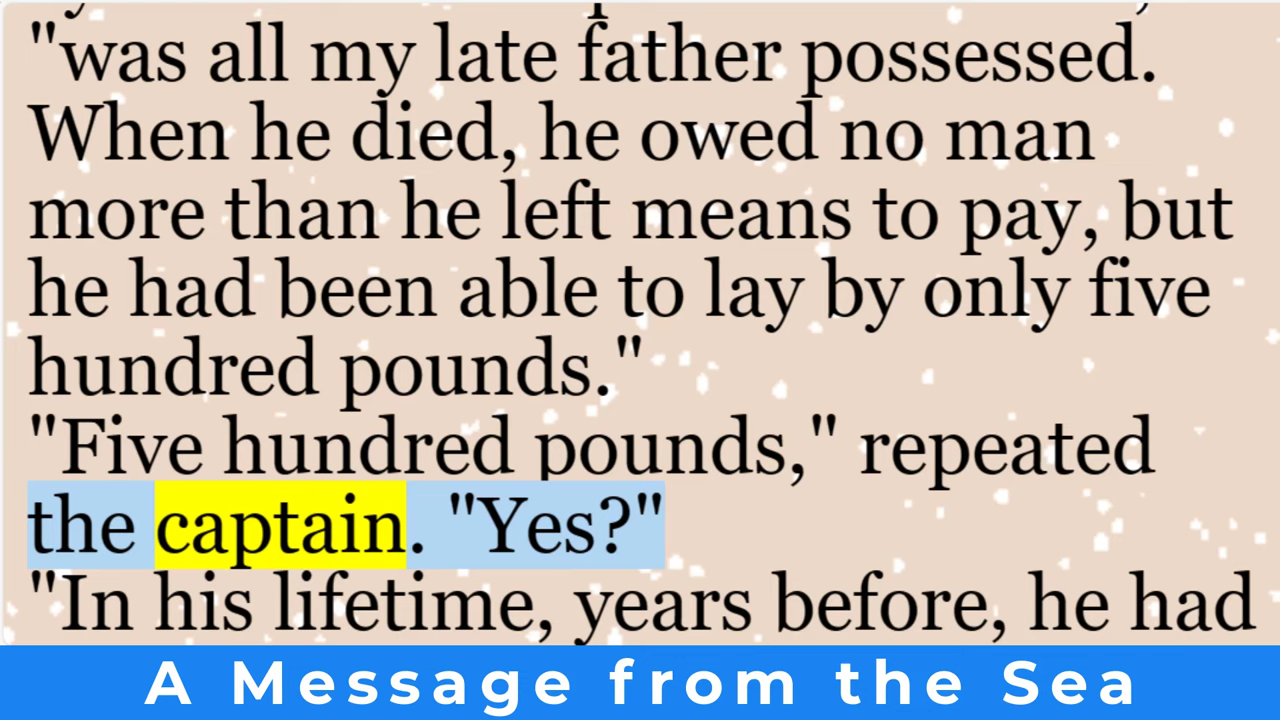 "was all my late father possessed.
When he died, he owed no man
more than he left means to pay, but
he had been able to lay by only five
hundred pounds."
"Five hundred pounds," repeated
the captain. "Yes?"
"In his lifetime, years before, he had
A Message from the Sea